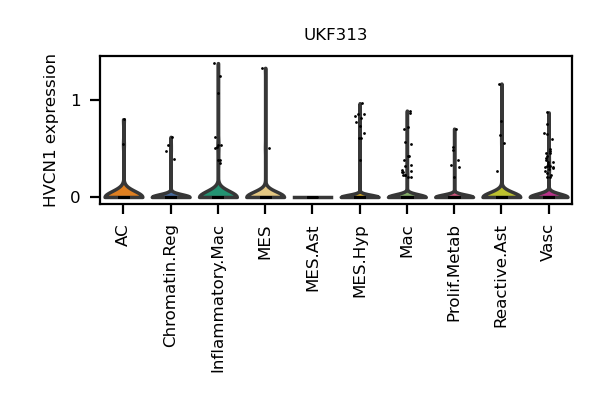 UKF313
HVCN1 expression
1
0
AC
Chromatin.Reg
Inflammatory.Mac
MES
MES.Ast
MES.Hyp
Mac
Prolif.Metab
Reactive.Ast
Vasc